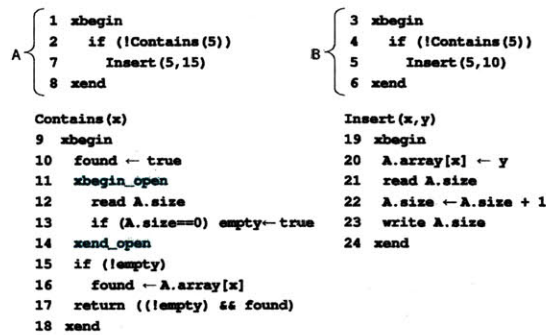 A
1 xbegin
2 if (!Contains(5))
7 Insert(5,15)
8 xend
B
3 xbegin
4 if (!Contains(5))
5 Insert(5,10)
6 xend
Contains(x)
9 xbegin
10 found ← true
11 xbegin_open
12 read A.size
13 if (A.size==0) empty←true
14 xend_open
15 if (!empty)
16 found ← A.array[x]
17 return ((!empty) && found)
18 xend
Insert(x,y)
19 xbegin
20 A.array[x] ← y
21 read A.size
22 A.size ←A.size + 1
23 write A.size
24 xend